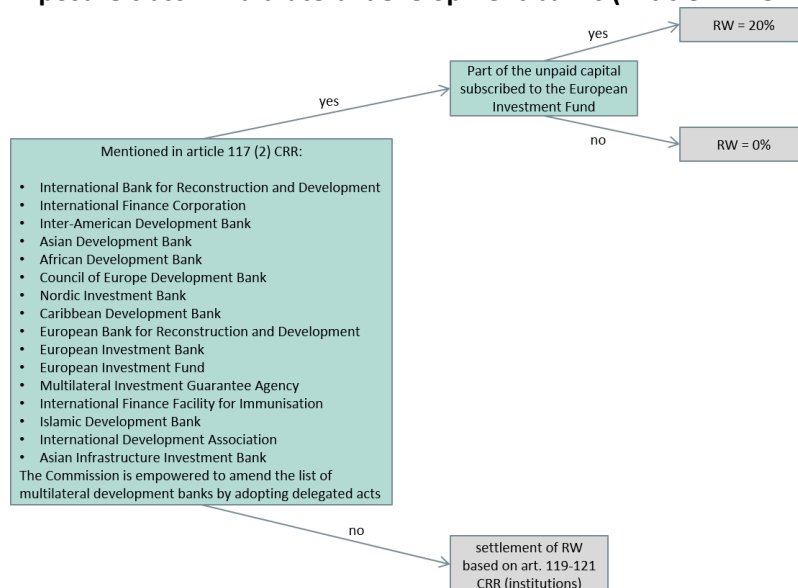 yes
RW = 20%
Part of the unpaid capital
subscribed to the European
Investment Fund
yes
no
RW = 0%
Mentioned in article 117 (2) CRR:
• International Bank for Reconstruction and Development
• International Finance Corporation
• Inter-American Development Bank
• Asian Development Bank
• African Development Bank
• Council of Europe Development Bank
• Nordic Investment Bank
• Caribbean Development Bank
• European Bank for Reconstruction and Development
• European Investment Bank
• European Investment Fund
• Multilateral Investment Guarantee Agency
• International Finance Facility for Immunisation
• Islamic Development Bank
• International Development Association
• Asian Infrastructure Investment Bank
The Commission is empowered to amend the list of
multilateral development banks by adopting delegated acts
no
settlement of RW
based on art. 119-121
CRR (institutions)